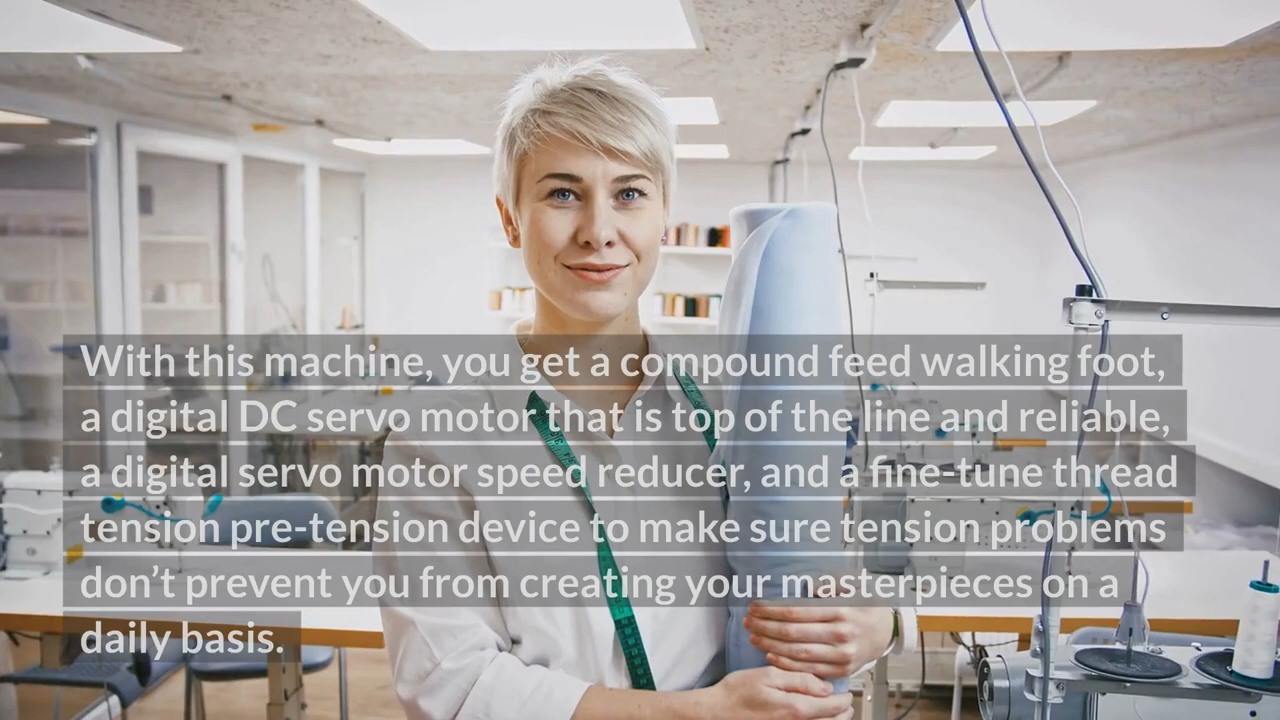 With this machine, you get a compound feed walking foot,
a digital DC servo motor that is top of the line and reliable,
a digital servo motor speed reducer, and a fine-tune thread
tension pre-tension device to make sure tension problems
don’t prevent you from creating your masterpieces on a
daily basis.